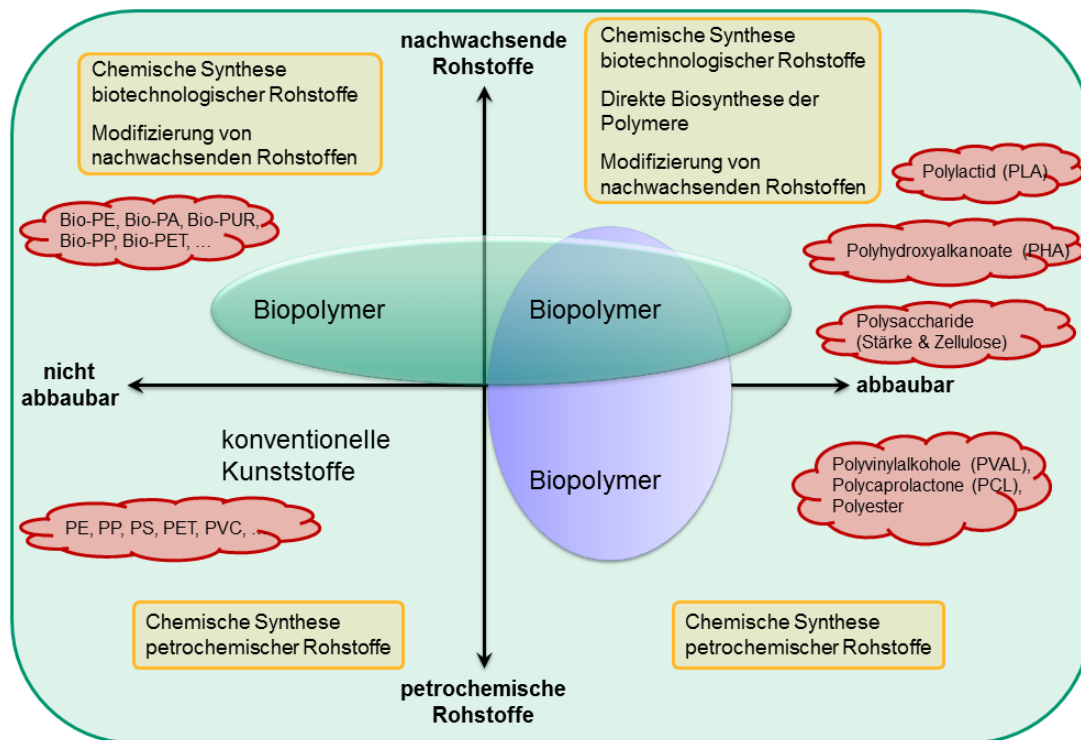 nachwachsende
Rohstoffe
Chemische Synthese
biotechnologischer Rohstoffe
Modifizierung von
nachwachsenden Rohstoffen
Chemische Synthese
biotechnologischer Rohstoffe
Direkte Biosynthese der
Polymere
Modifizierung von
nachwachsenden Rohstoffen
Polylactid (PLA)
Bio-PE, Bio-PA, Bio-PUR,
Bio-PP, Bio-PET, ...
Polyhydroxyalkanoate (PHA)
Biopolymer
Biopolymer
Polysaccharide
(Stärke & Zellulose)
nicht
abbaubar
abbaubar
konventionelle
Kunststoffe
Biopolymer
Polyvinylalkohole (PVAL),
Polycaprolactone (PCL),
Polyester
PE, PP, PS, PET, PVC, ..
Chemische Synthese
petrochemischer Rohstoffe
Chemische Synthese
petrochemischer Rohstoffe
petrochemische
Rohstoffe